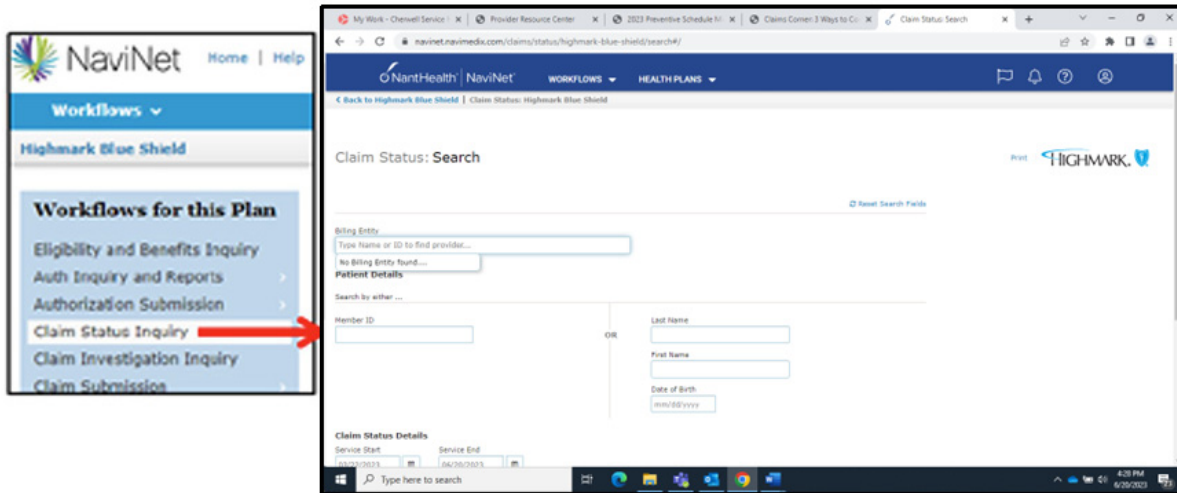 NaviNet Home | Help
Workflows
Highmark Blue Shield
Workflows for this Plan
Eligibility and Benefits Inquiry
Auth Inquiry and Reports
Authorization Submission
Claim Status Inquiry
Claim Investigation Inquiry
Claim Submission
My Work - Cherwell Service Provider Resource Center 2023 Preventive Schedule Claims Corner: 3 Ways to Claim Status: Search
navinet.navimedix.com/claims/status/highmark-blue-shield/search#/
NantHealth NaviNet WORKFLOWS HEALTH PLANS
< Back to Highmark Blue Shield | Claim Status: Highmark Blue Shield
Claim Status: Search
Print HIGHMARK.
Reset Search Fields
Billing Entity
Type Name or ID to find provider...
No Billing Entity found....
Patient Details
Search by either ...
Member ID
OR
Last Name
First Name
Date of Birth
mm/dd/yyyy
Claim Status Details
Service Start Service End
03/22/2023 06/20/2023
Type here to search
4:28 PM
6/20/2023